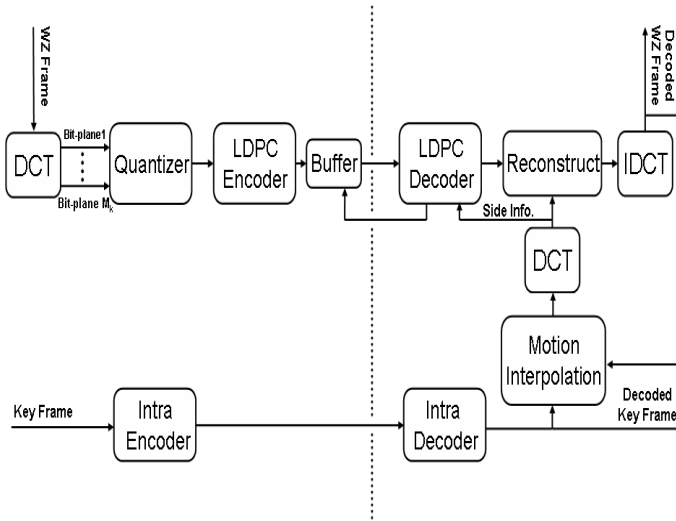 WZ Frame
Decoded
WZ Frame
DCT
Bit-plane1
Bit-plane Mk
Quantizer
LDPC
Encoder
Buffer
LDPC
Decoder
Reconstruct
IDCT
Side Info.
DCT
Motion
Interpolation
Key Frame
Intra
Encoder
Intra
Decoder
Decoded
Key Frame